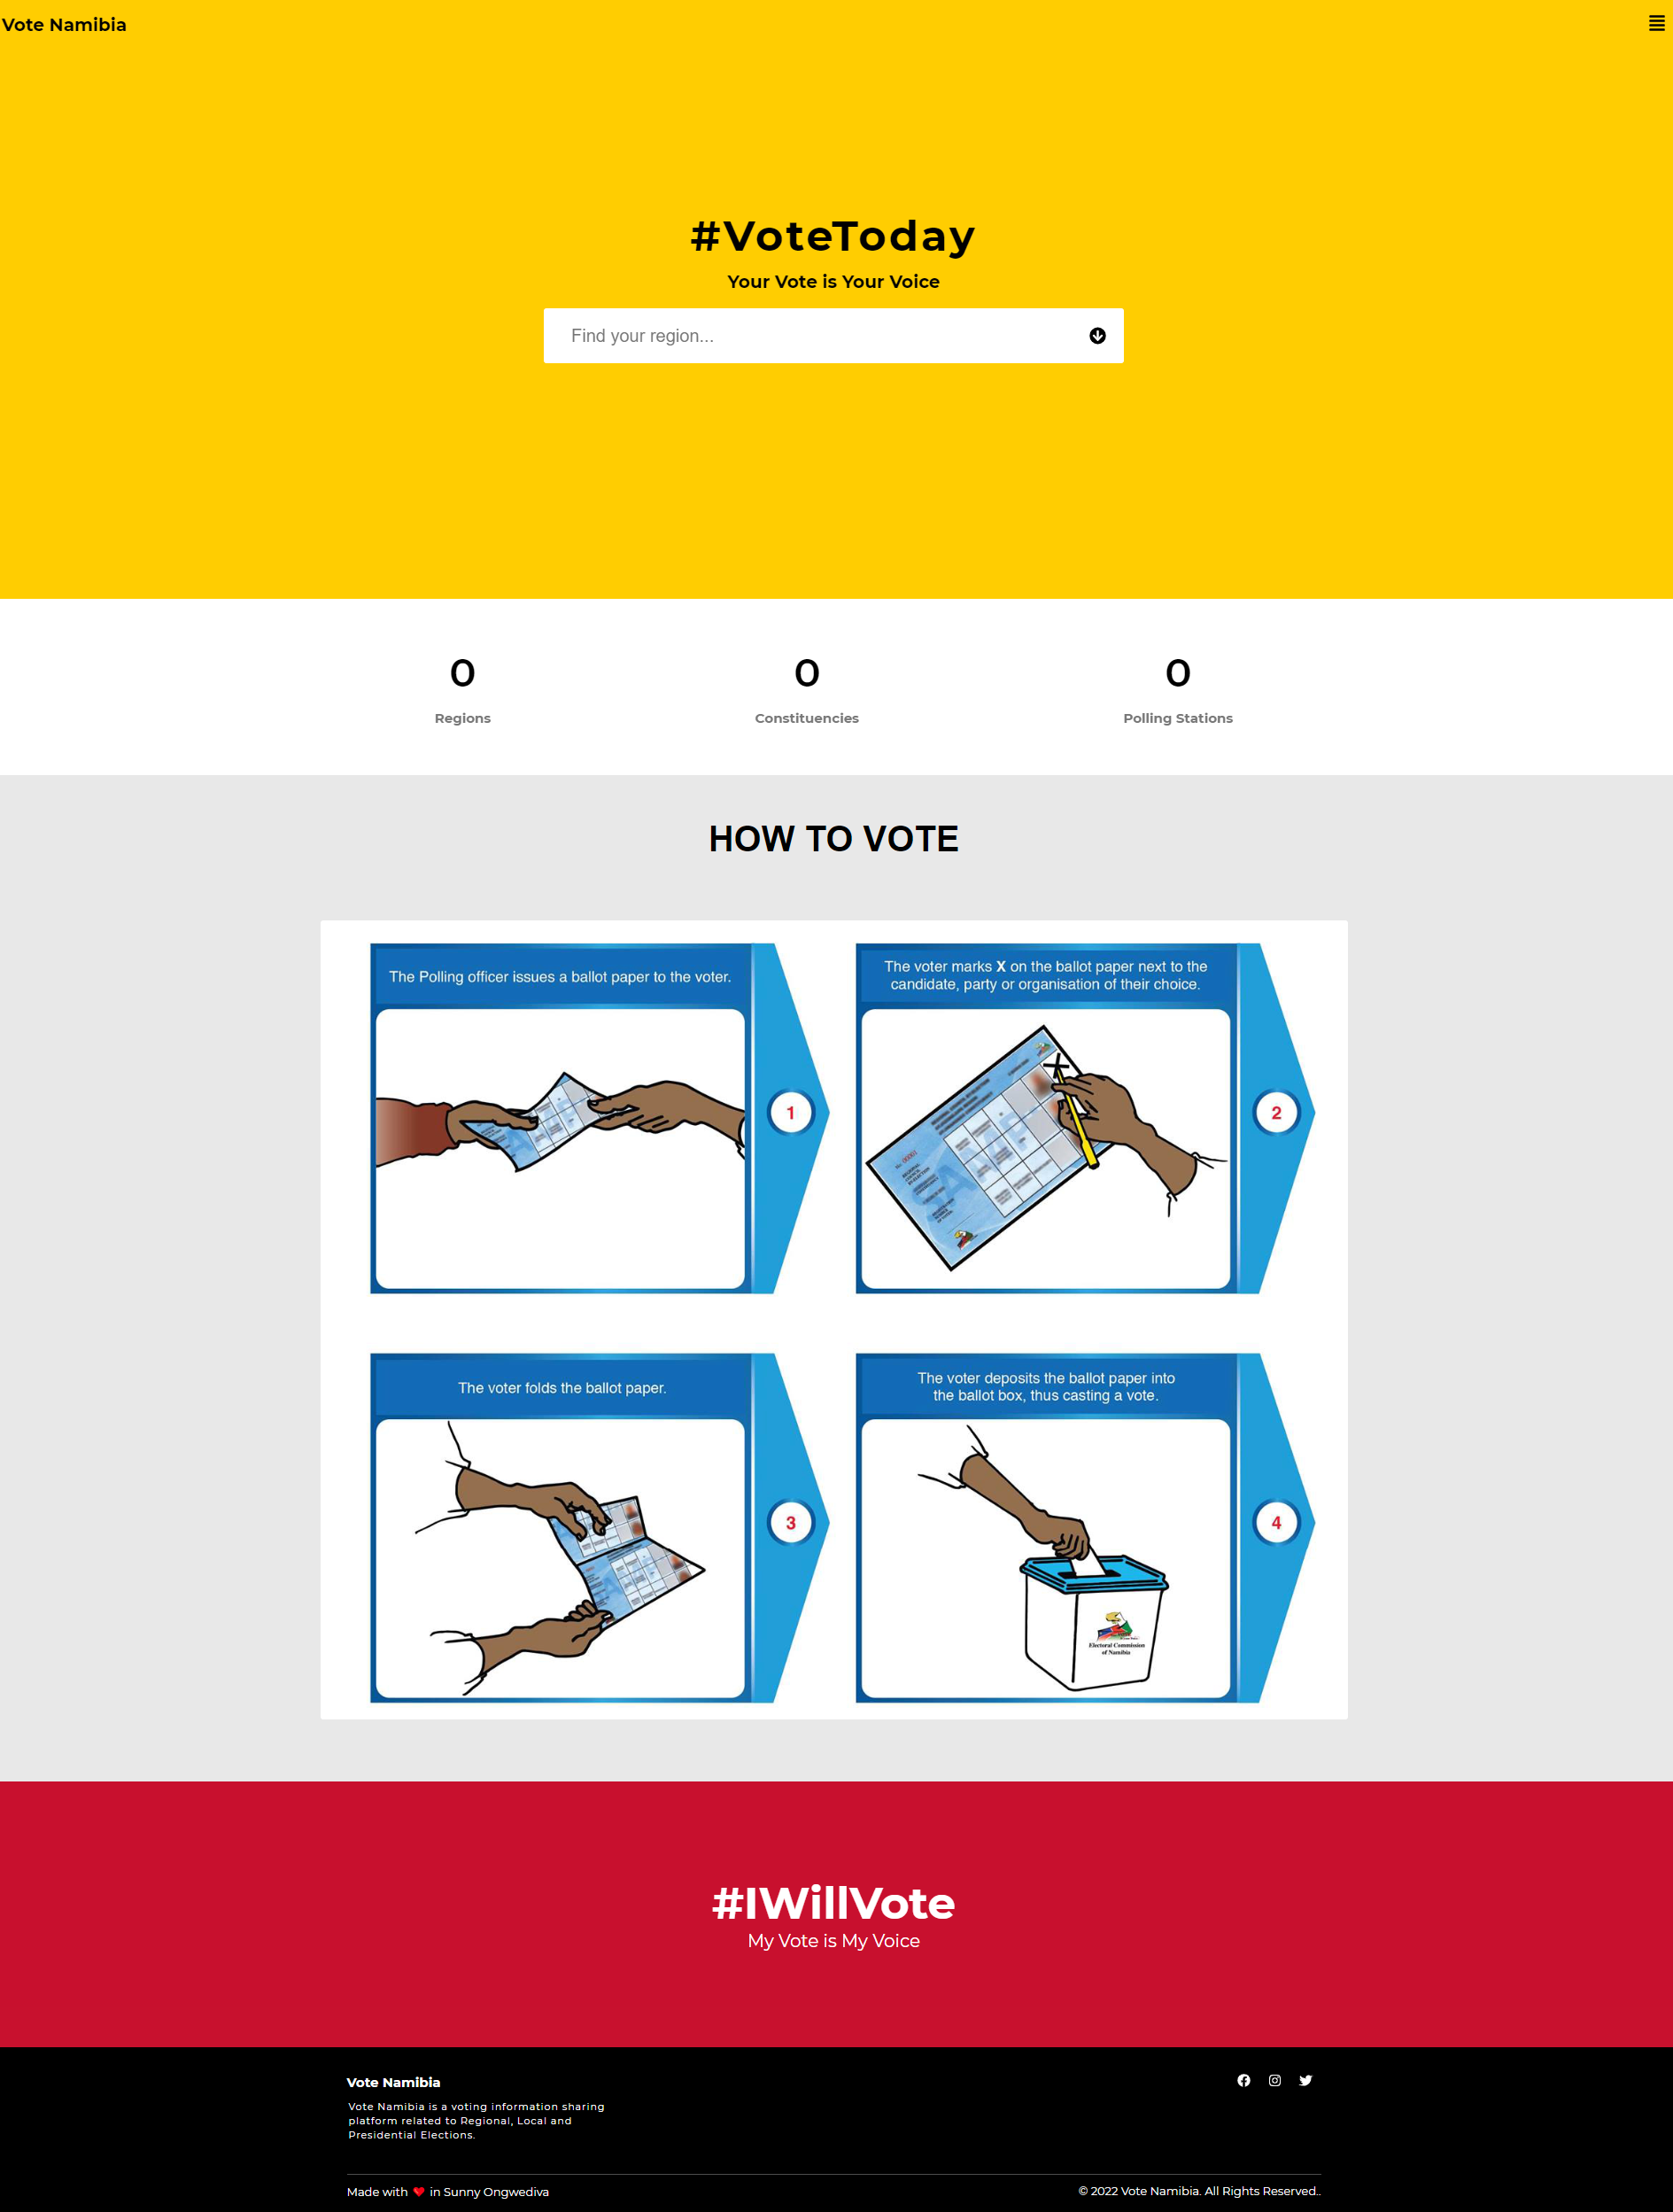 Vote Namibia
#VoteToday
Your Vote is Your Voice
Find your region...
0
Regions
0
Constituencies
0
Polling Stations
HOW TO VOTE
The Polling officer issues a ballot paper to the voter.
1
The voter marks X on the ballot paper next to the
candidate, party or organisation of their choice.
2
The voter folds the ballot paper.
3
The voter deposits the ballot paper into
the ballot box, thus casting a vote.
Electoral Commission
of Namibia
4
#IWillVote
My Vote is My Voice
Vote Namibia
Vote Namibia is a voting information sharing
platform related to Regional, Local and
Presidential Elections.
Made with ❤ in Sunny Ongwediva
© 2022 Vote Namibia. All Rights Reserved..